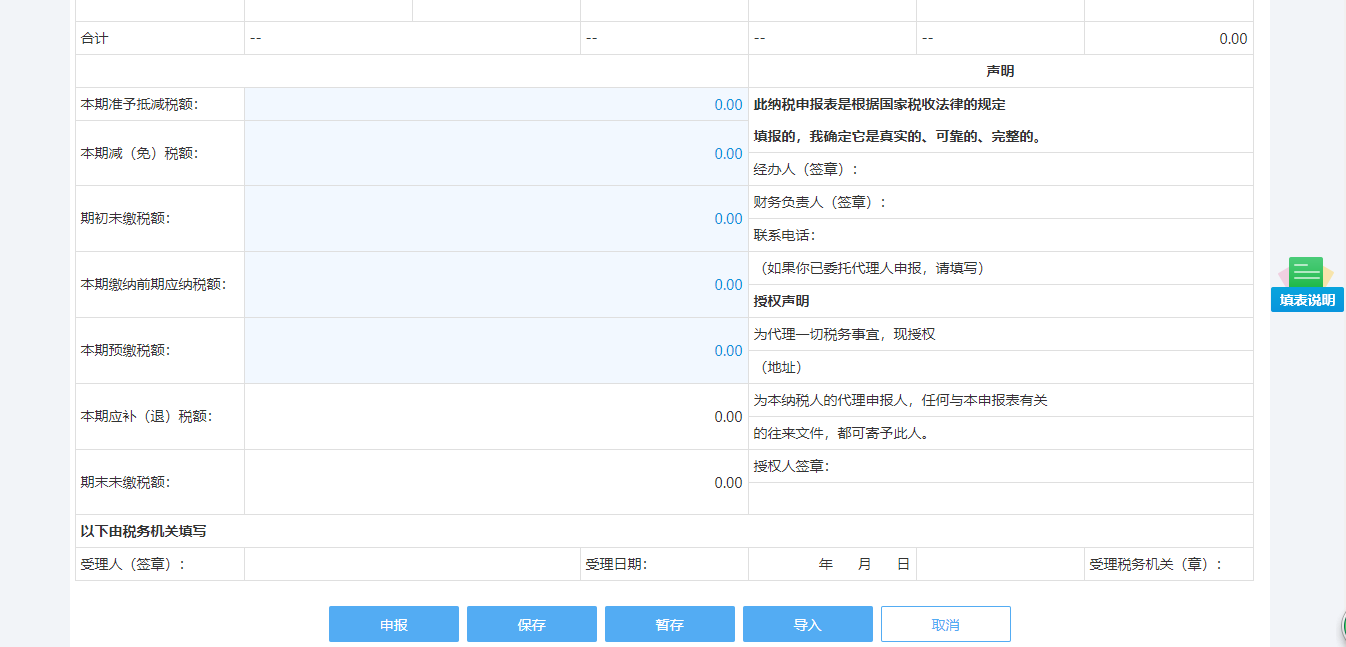 合计 -- -- -- -- 0.00
声明
本期准予抵减税额： 0.00
此纳税申报表是根据国家税收法律的规定
填报的，我确定它是真实的、可靠的、完整的。
本期减（免）税额： 0.00
经办人（签章）：
财务负责人（签章）：
期初未缴税额： 0.00
联系电话：
（如果你已委托代理人申报，请填写）
本期缴纳前期应纳税额： 0.00
授权声明
为代理一切税务事宜，现授权
本期预缴税额： 0.00
（地址）
为本纳税人的代理申报人，任何与本申报表有关
本期应补（退）税额： 0.00
的往来文件，都可寄予此人。
授权人签章：
期末未缴税额： 0.00
以下由税务机关填写
受理人（签章）： 受理日期： 年 月 日 受理税务机关（章）：
申报 保存 暂存 导入 取消
填表说明